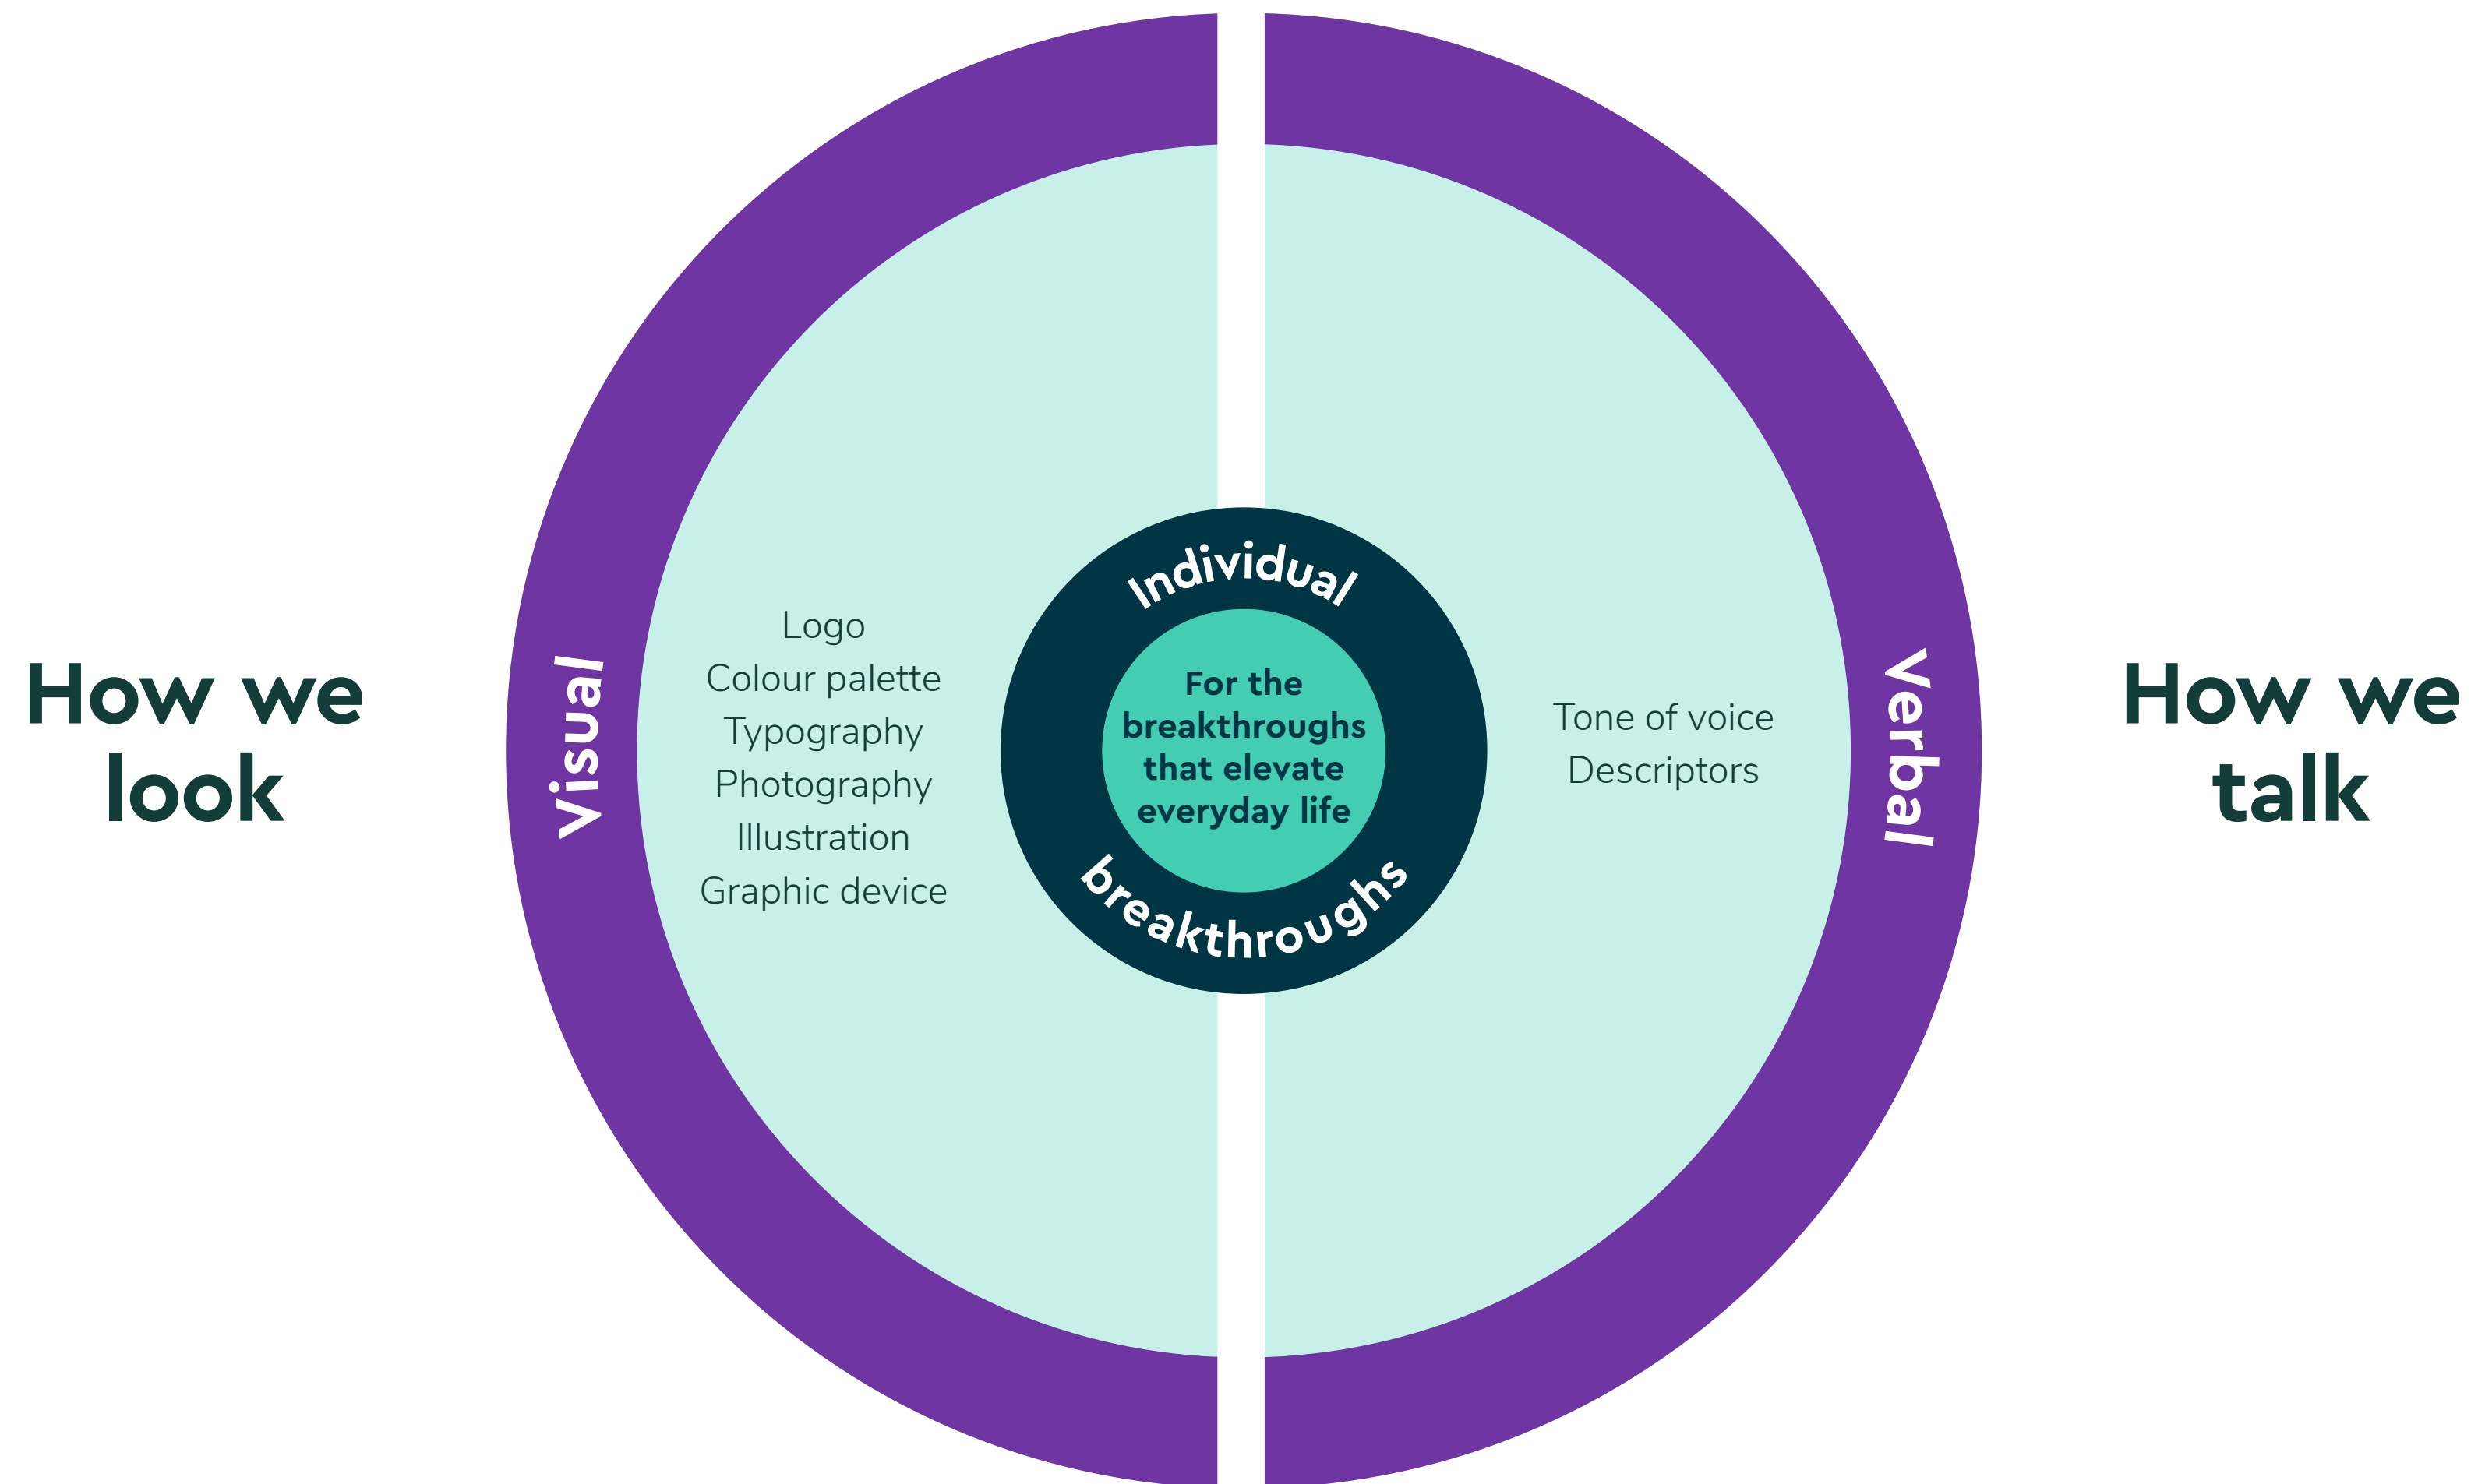 How we
look
Visual
Logo
Colour palette
Typography
Photography
Illustration
Graphic device
Individual
For the
breakthroughs
that elevate
everyday life
breakthroughs
Tone of voice
Descriptors
Verbal
How we
talk